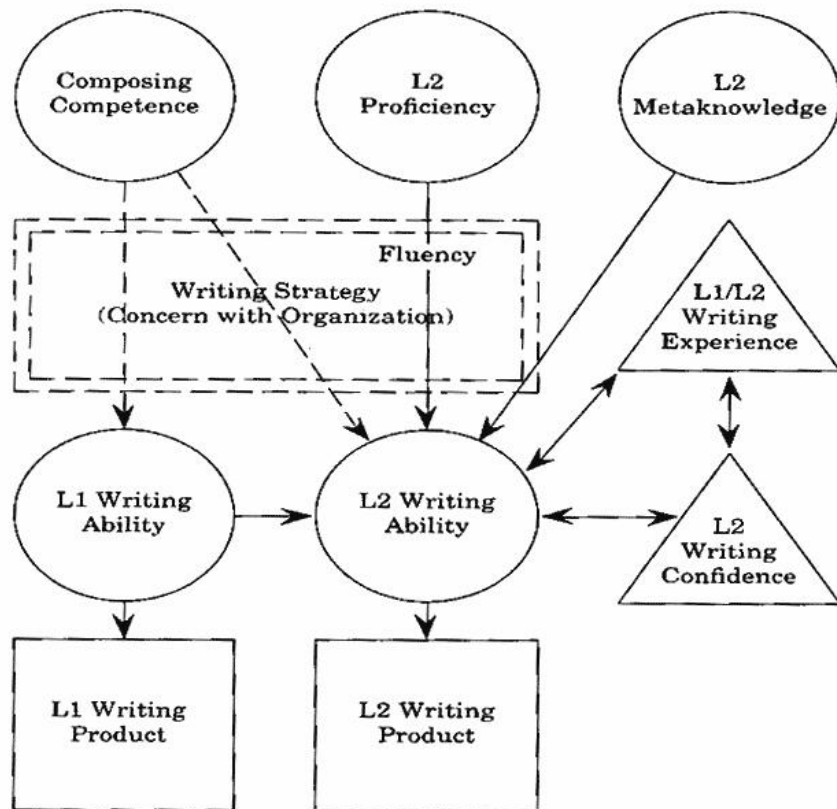 Composing
Competence
L2
Proficiency
L2
Metaknowledge
Fluency
Writing Strategy
(Concern with Organization)
L1/L2
Writing
Experience
L1 Writing
Ability
L2 Writing
Ability
L2
Writing
Confidence
L1 Writing
Product
L2 Writing
Product